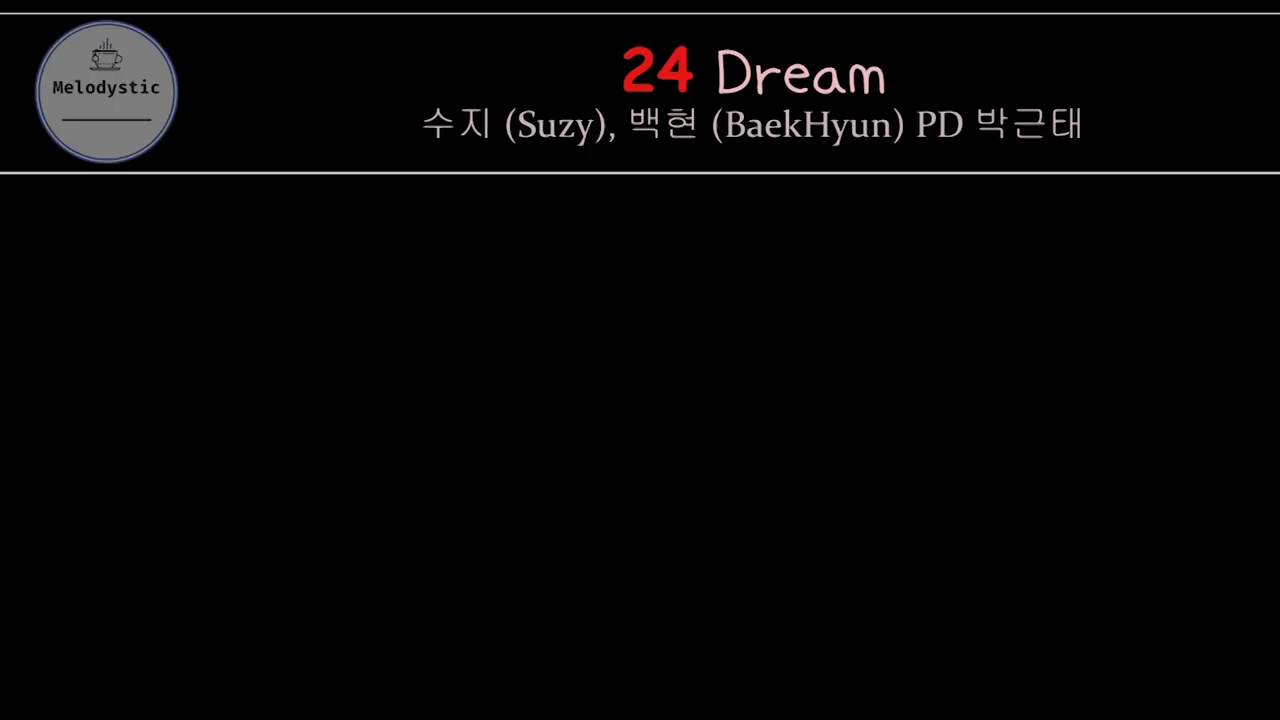 Melodystic
24 Dream
수지 (Suzy), 백현 (BaekHyun) PD 박근태